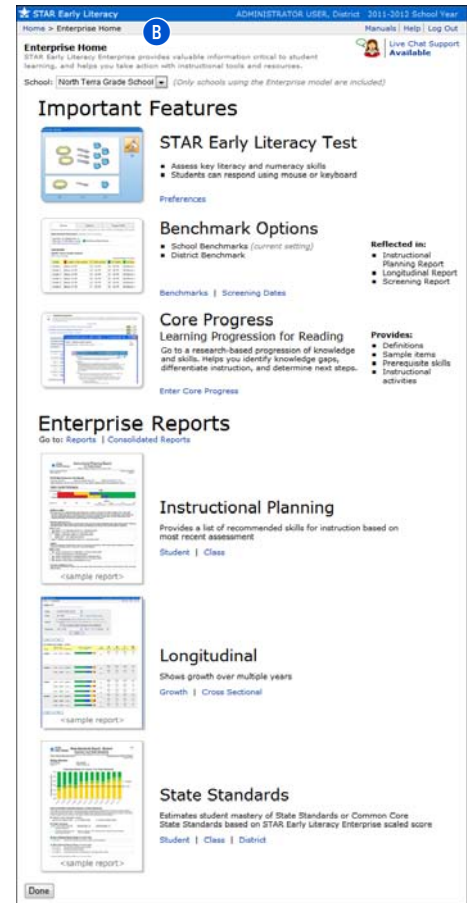 STAR Early Literacy
ADMINISTRATOR USER, District 2011-2012 School Year
Home > Enterprise Home
B
Manuals | Help | Log Out
Enterprise Home
STAR Early Literacy Enterprise provides valuable information critical to student
learning, and helps you take action with instructional tools and resources.
Live Chat Support
Available
School: North Terra Grade School (Only schools using the Enterprise model are included)
Important Features
STAR Early Literacy Test
Assess key literacy and numeracy skills
Students can respond using mouse or keyboard
Preferences
Benchmark Options
School Benchmarks (current setting)
District Benchmark
Reflected in:
Instructional
Planning Report
Longitudinal Report
Screening Report
Benchmarks | Screening Dates
Core Progress
Learning Progression for Reading
Go to a research-based progression of knowledge
and skills. Helps you identify knowledge gaps,
differentiate instruction, and determine next steps.
Provides:
Definitions
Sample items
Prerequisite skills
Instructional
activities
Enter Core Progress
Enterprise Reports
Go to: Reports | Consolidated Reports
Instructional Planning
Provides a list of recommended skills for instruction based on
most recent assessment
Student | Class
<sample report>
Longitudinal
Shows growth over multiple years
Growth | Cross Sectional
<sample report>
State Standards
Estimates student mastery of State Standards or Common Core
State Standards based on STAR Early Literacy Enterprise scaled score
Student | Class | District
<sample report>
Done